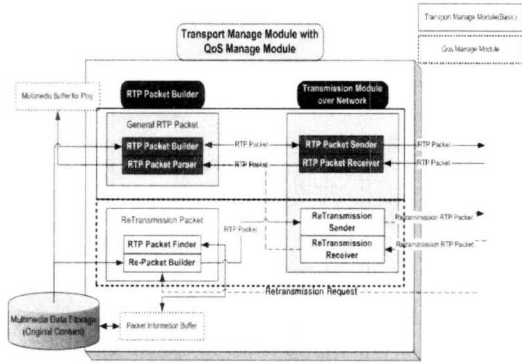 Transport Manage Module(Basic)
Qos Manage Module
Transport Manage Module with
QoS Manage Module
RTP Packet Builder
Transmission Module
over Network
Multimedia Buffer for Play
General RTP Packet
RTP Packet Builder
RTP Packet Parser
RTP Packet
RTP Packet
RTP Packet Sender
RTP Packet Receiver
RTP Packet
RTP Packet
ReTransmission Packet
RTP Packet Finder
Re-Packet Builder
RTP Packet
ReTransmission
Sender
ReTransmission
Receiver
Retransmission RTP Packet
Retransmission RTP Packet
Retransmission Request
Multimedia Data Storage
(Original Content)
Packet Information Buffer